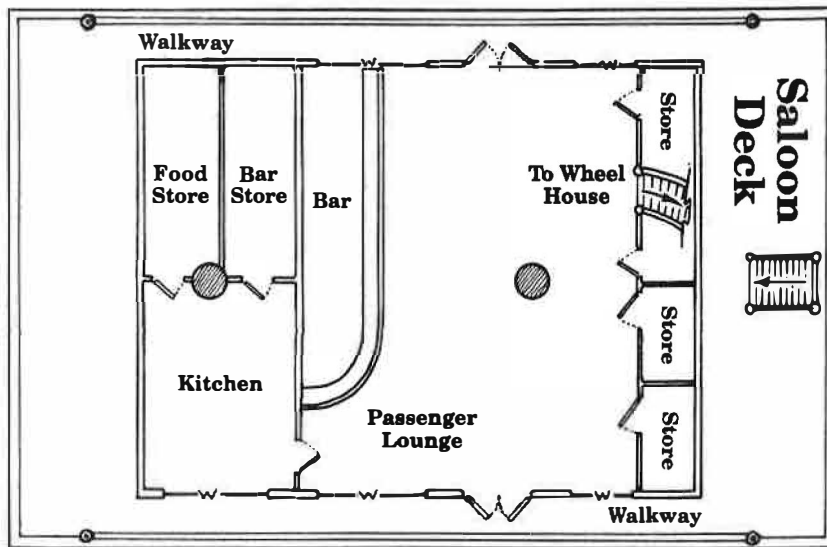 Walkway
Saloon
Deck
Store
Food
Store
Bar
Store
Bar
To Wheel
House
Store
Kitchen
Passenger
Lounge
Store
Walkway
W
W
W
W
W